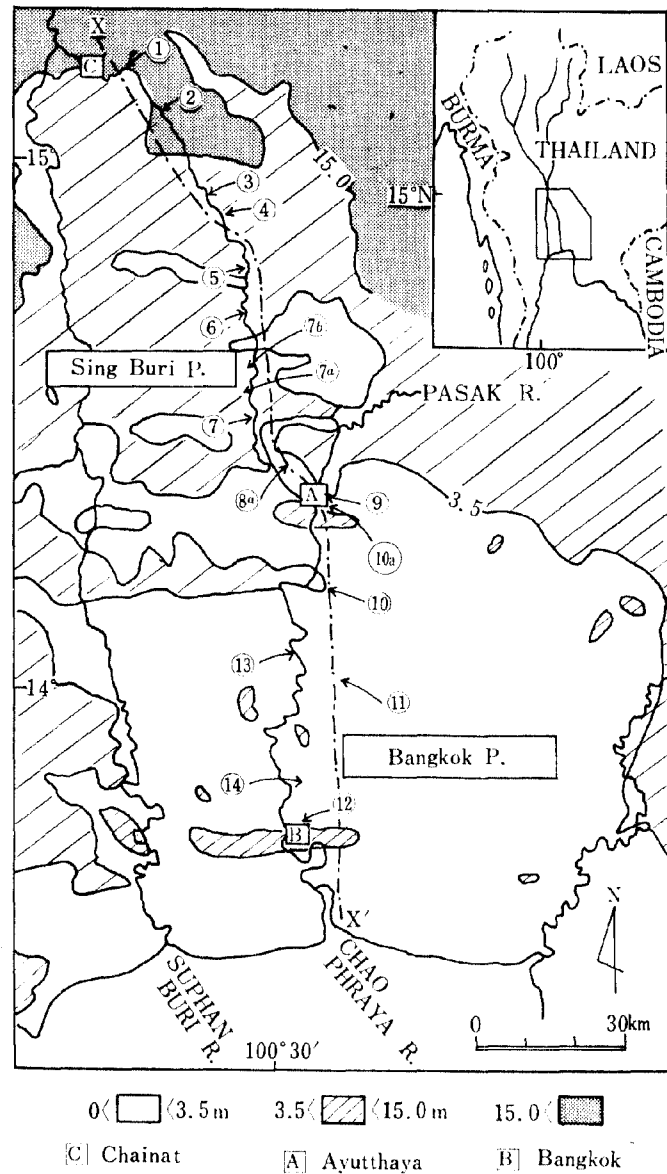 X
①
C
②
15°
③
15.0
④
⑤
⑥
⑦b
Sing Buri P.
⑦a
⑦
PASAK R.
⑧a
A
⑨
3.5
⑩a
⑩
⑬
14°
⑪
Bangkok P.
⑭
⑫
B
X'
N
SUPHAN
BURI R.
CHAO
PHRAYA R.
100°30′
0 30km
LAOS
BURMA
THAILAND
15°N
CAMBODIA
100°
0< <3.5m 3.5< <15.0m 15.0<
C Chainat A Ayutthaya B Bangkok